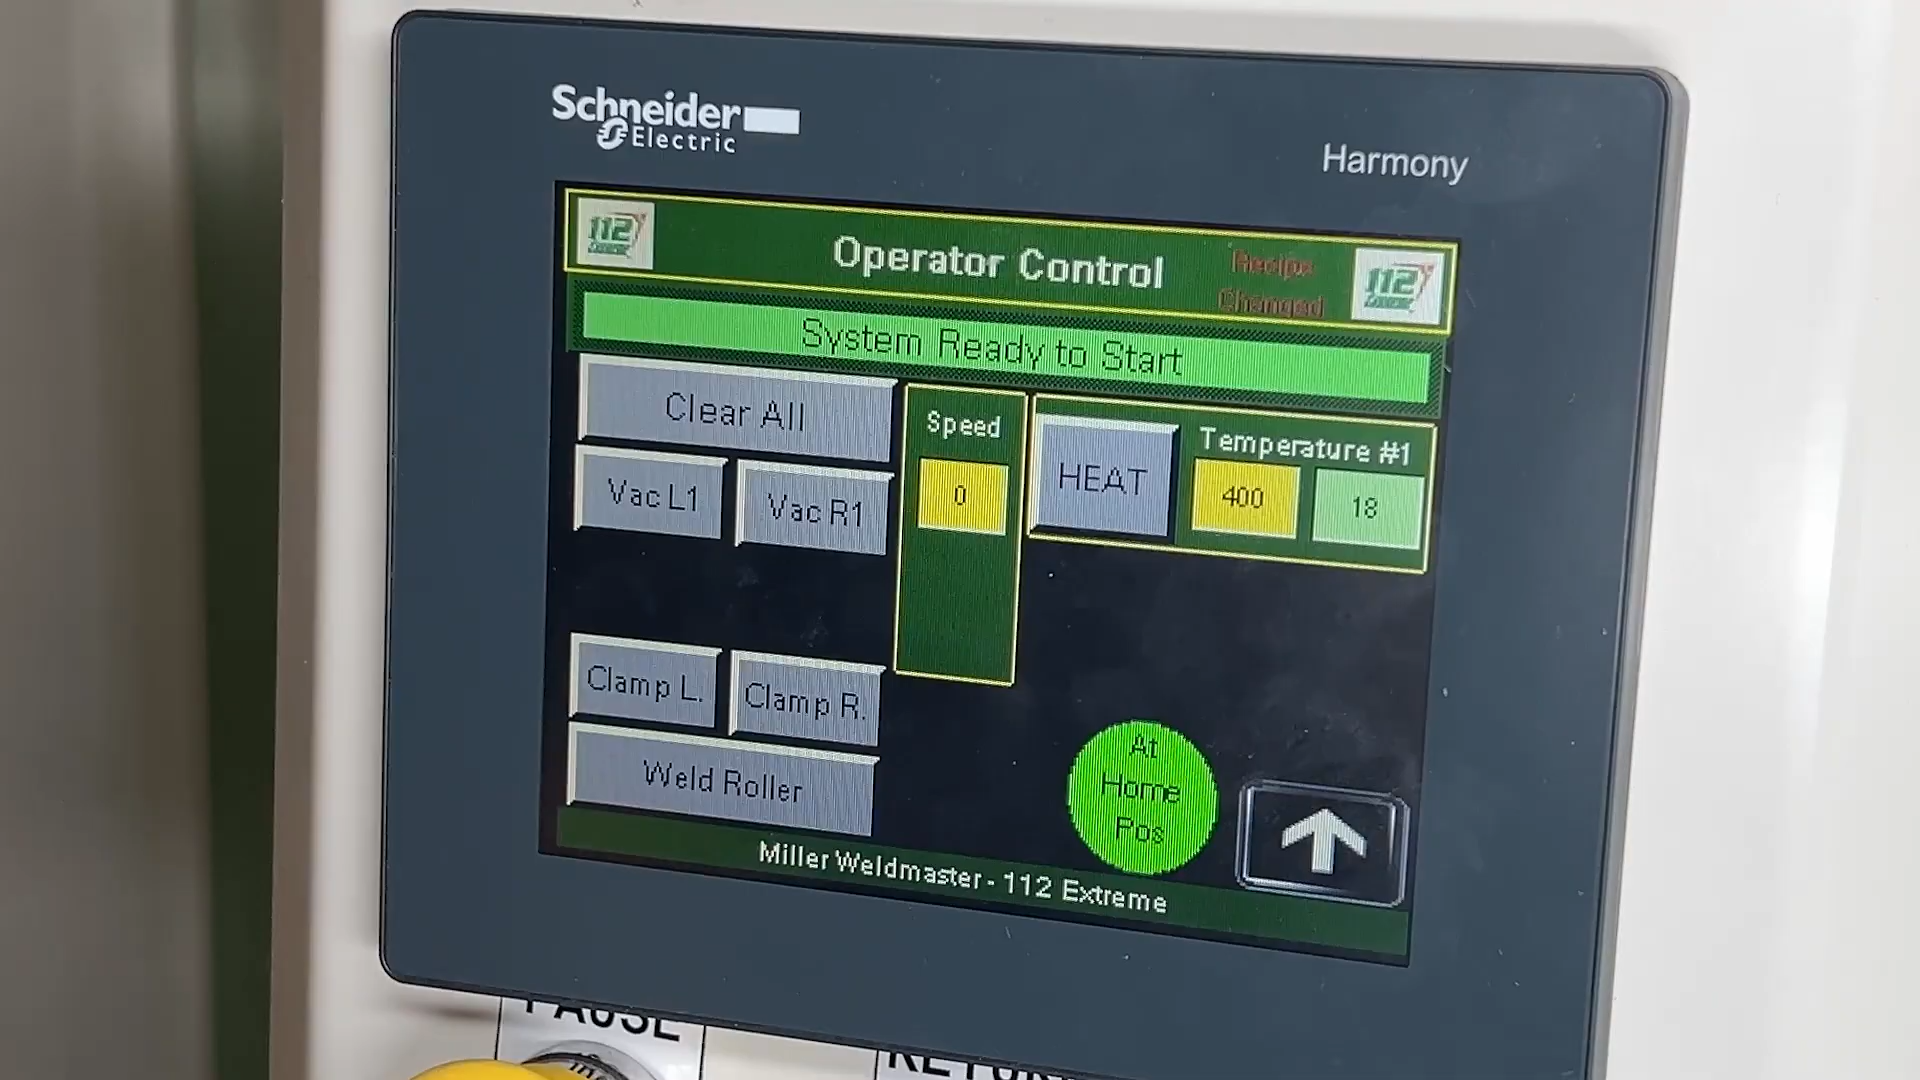 Schneider
Electric
Harmony
112
Operator Control
Recipe
Changed
112
System Ready to Start
Clear All
Speed
HEAT
Temperature #1
Vac L1
Vac R1
0
400
18
Clamp L.
Clamp R.
Weld Roller
At
Home
Pos
Miller Weldmaster - 112 Extreme
PAUSE